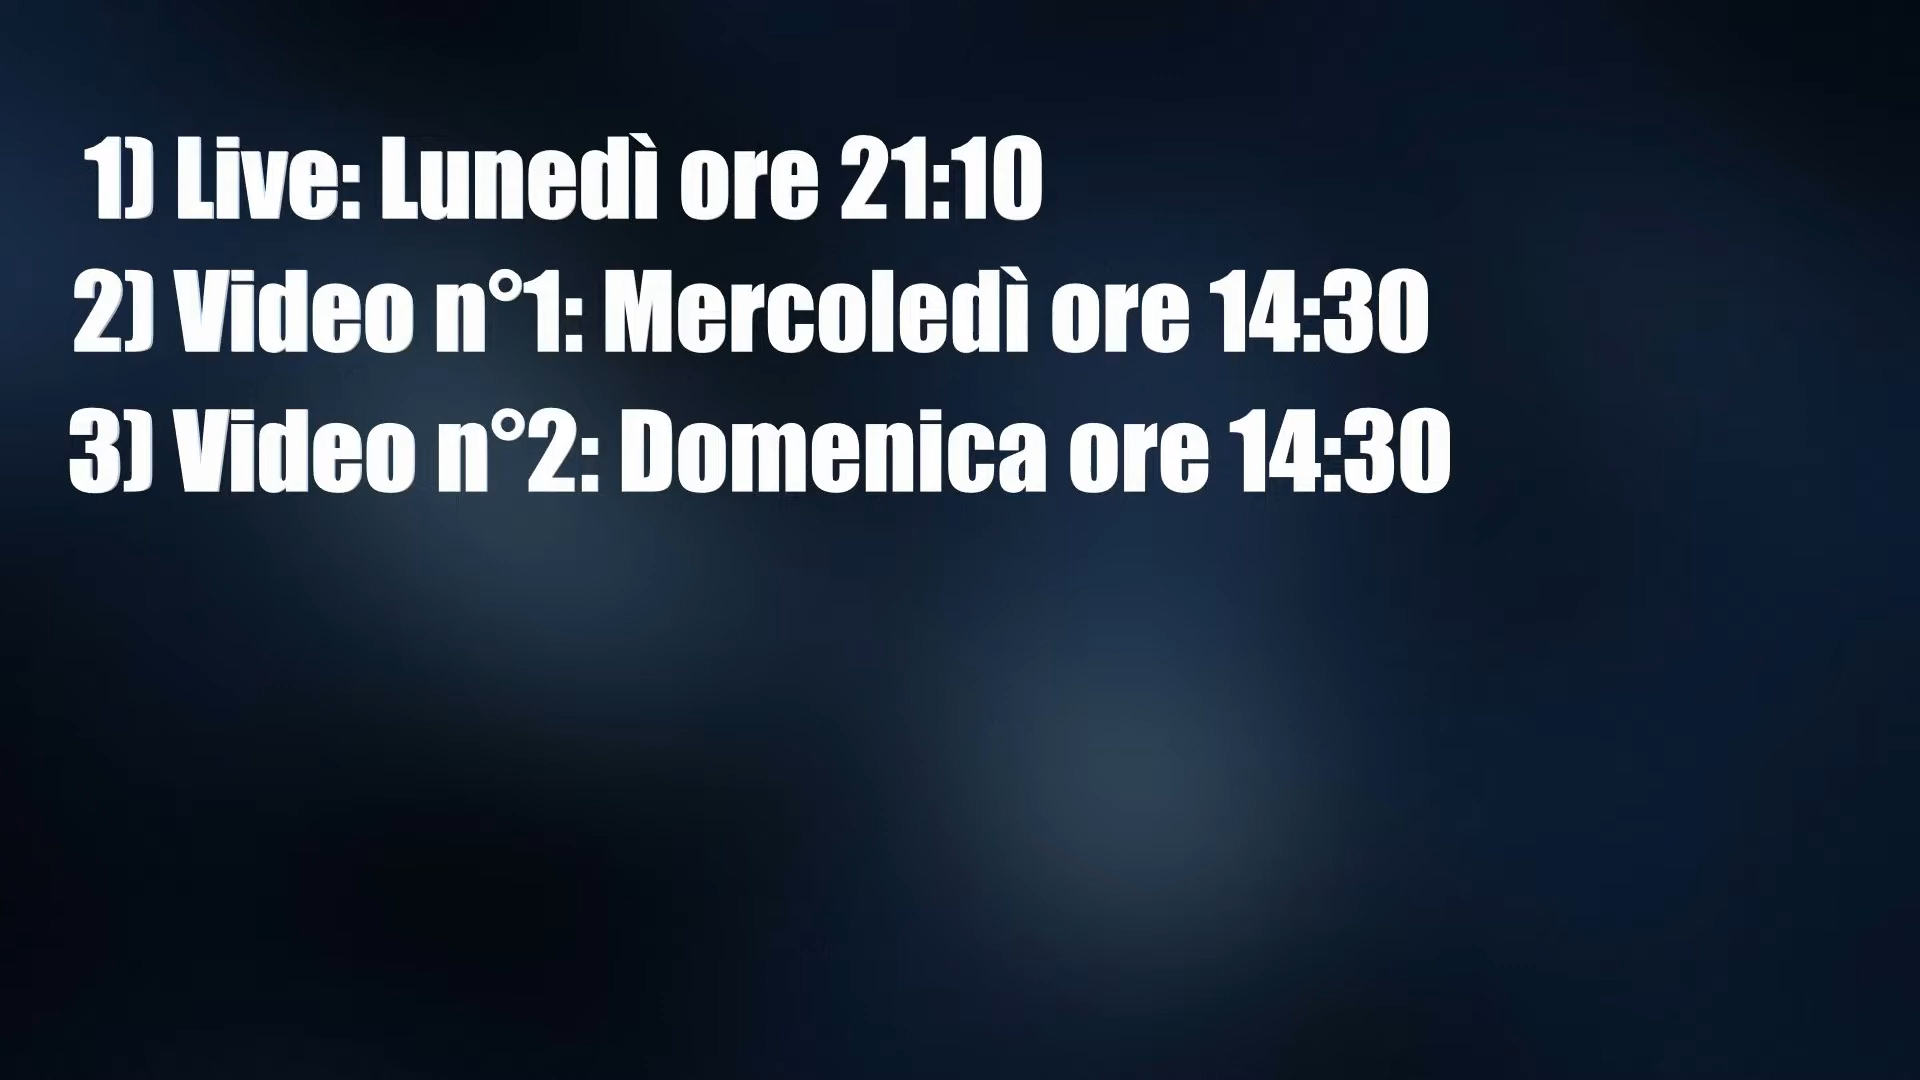 1) Live: Lunedì ore 21:10
2) Video n°1: Mercoledì ore 14:30
3) Video n°2: Domenica ore 14:30